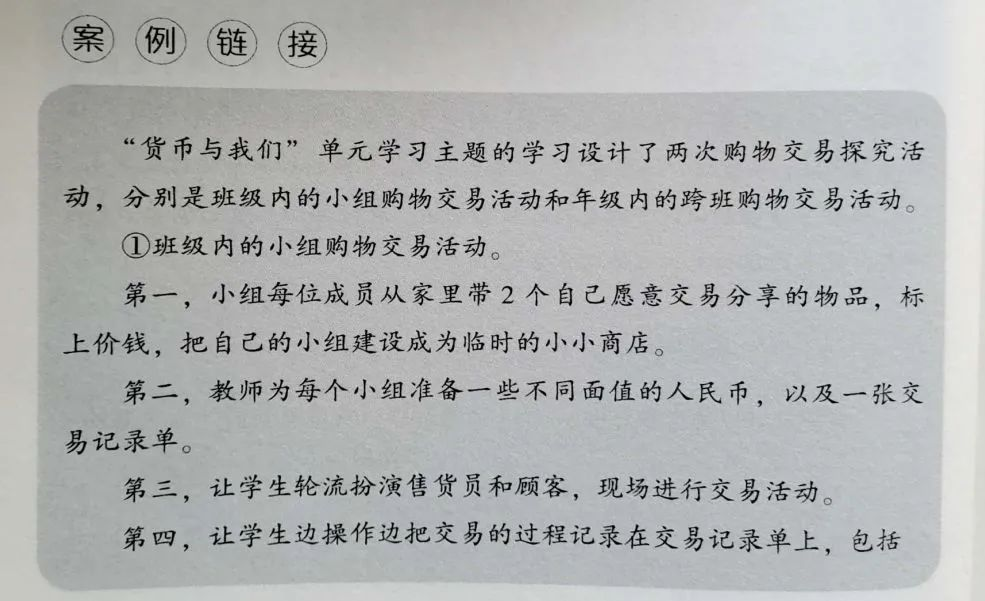 案例链接
“货币与我们”单元学习主题的学习设计了两次购物交易探究活
动，分别是班级内的小组购物交易活动和年级内的跨班购物交易活动。
①班级内的小组购物交易活动。
第一，小组每位成员从家里带2个自己愿意交易分享的物品，标
上价钱，把自己的小组建设成为临时的小小商店。
第二，教师为每个小组准备一些不同面值的人民币，以及一张交
易记录单。
第三，让学生轮流扮演售货员和顾客，现场进行交易活动。
第四，让学生边操作边把交易的过程记录在交易记录单上，包括